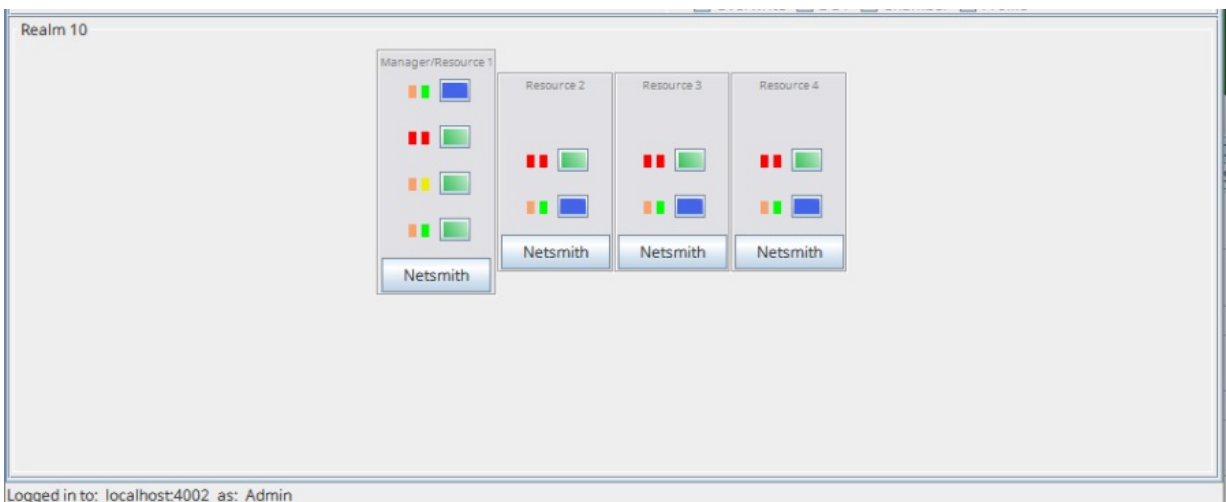 Realm 10
Manager/Resource 1
Resource 2
Resource 3
Resource 4
Netsmith
Netsmith
Netsmith
Netsmith
Logged in to: localhost:4002 as: Admin